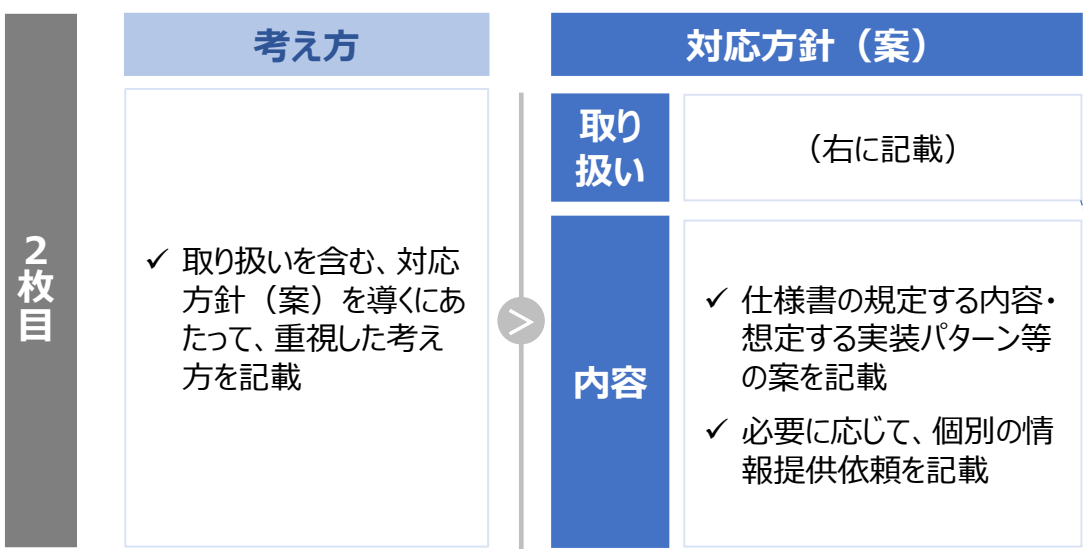 2枚目
考え方
✓ 取り扱いを含む、対応
方針（案）を導くにあ
たって、重視した考え
方を記載
>
対応方針（案）
取り
扱い
（右に記載）
内容
✓ 仕様書の規定する内容・
想定する実装パターン等
の案を記載
✓ 必要に応じて、個別の情
報提供依頼を記載